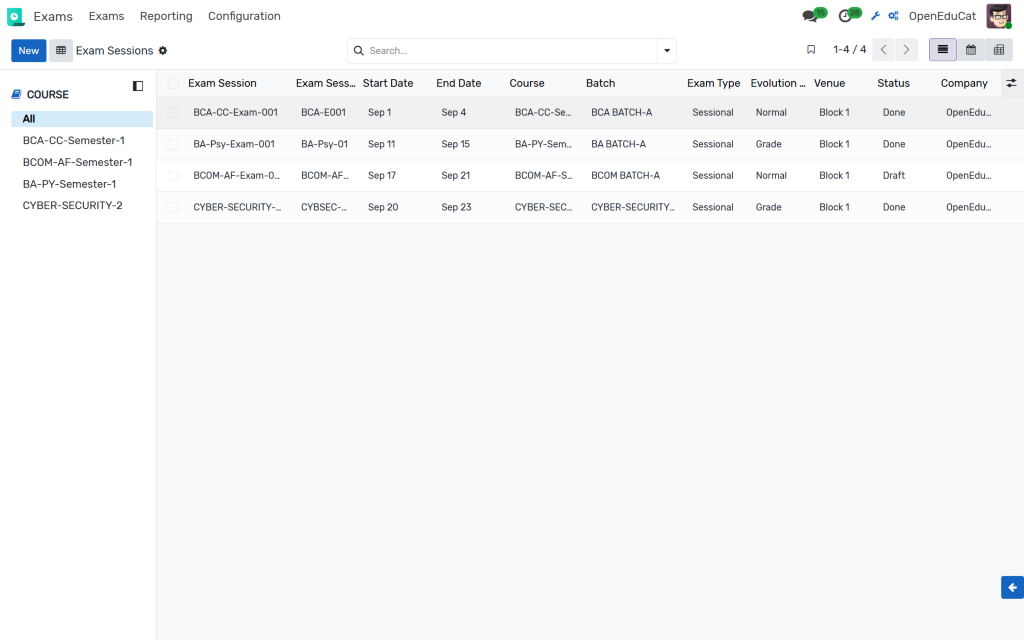 Exams Exams Reporting Configuration 15 28 OpenEduCat
New Exam Sessions Search... 1-4 / 4
COURSE
All
BCA-CC-Semester-1
BCOM-AF-Semester-1
BA-PY-Semester-1
CYBER-SECURITY-2
Exam Session Exam Sess... Start Date End Date Course Batch Exam Type Evolution ... Venue Status Company
BCA-CC-Exam-001 BCA-E001 Sep 1 Sep 4 BCA-CC-Se... BCA BATCH-A Sessional Normal Block 1 Done OpenEdu...
BA-Psy-Exam-001 BA-Psy-01 Sep 11 Sep 15 BA-PY-Sem... BA BATCH-A Sessional Grade Block 1 Done OpenEdu...
BCOM-AF-Exam-0... BCOM-AF... Sep 17 Sep 21 BCOM-AF-S... BCOM BATCH-A Sessional Normal Block 1 Draft OpenEdu...
CYBER-SECURITY-... CYBSEC-... Sep 20 Sep 23 CYBER-SEC... CYBER-SECURITY... Sessional Grade Block 1 Done OpenEdu...